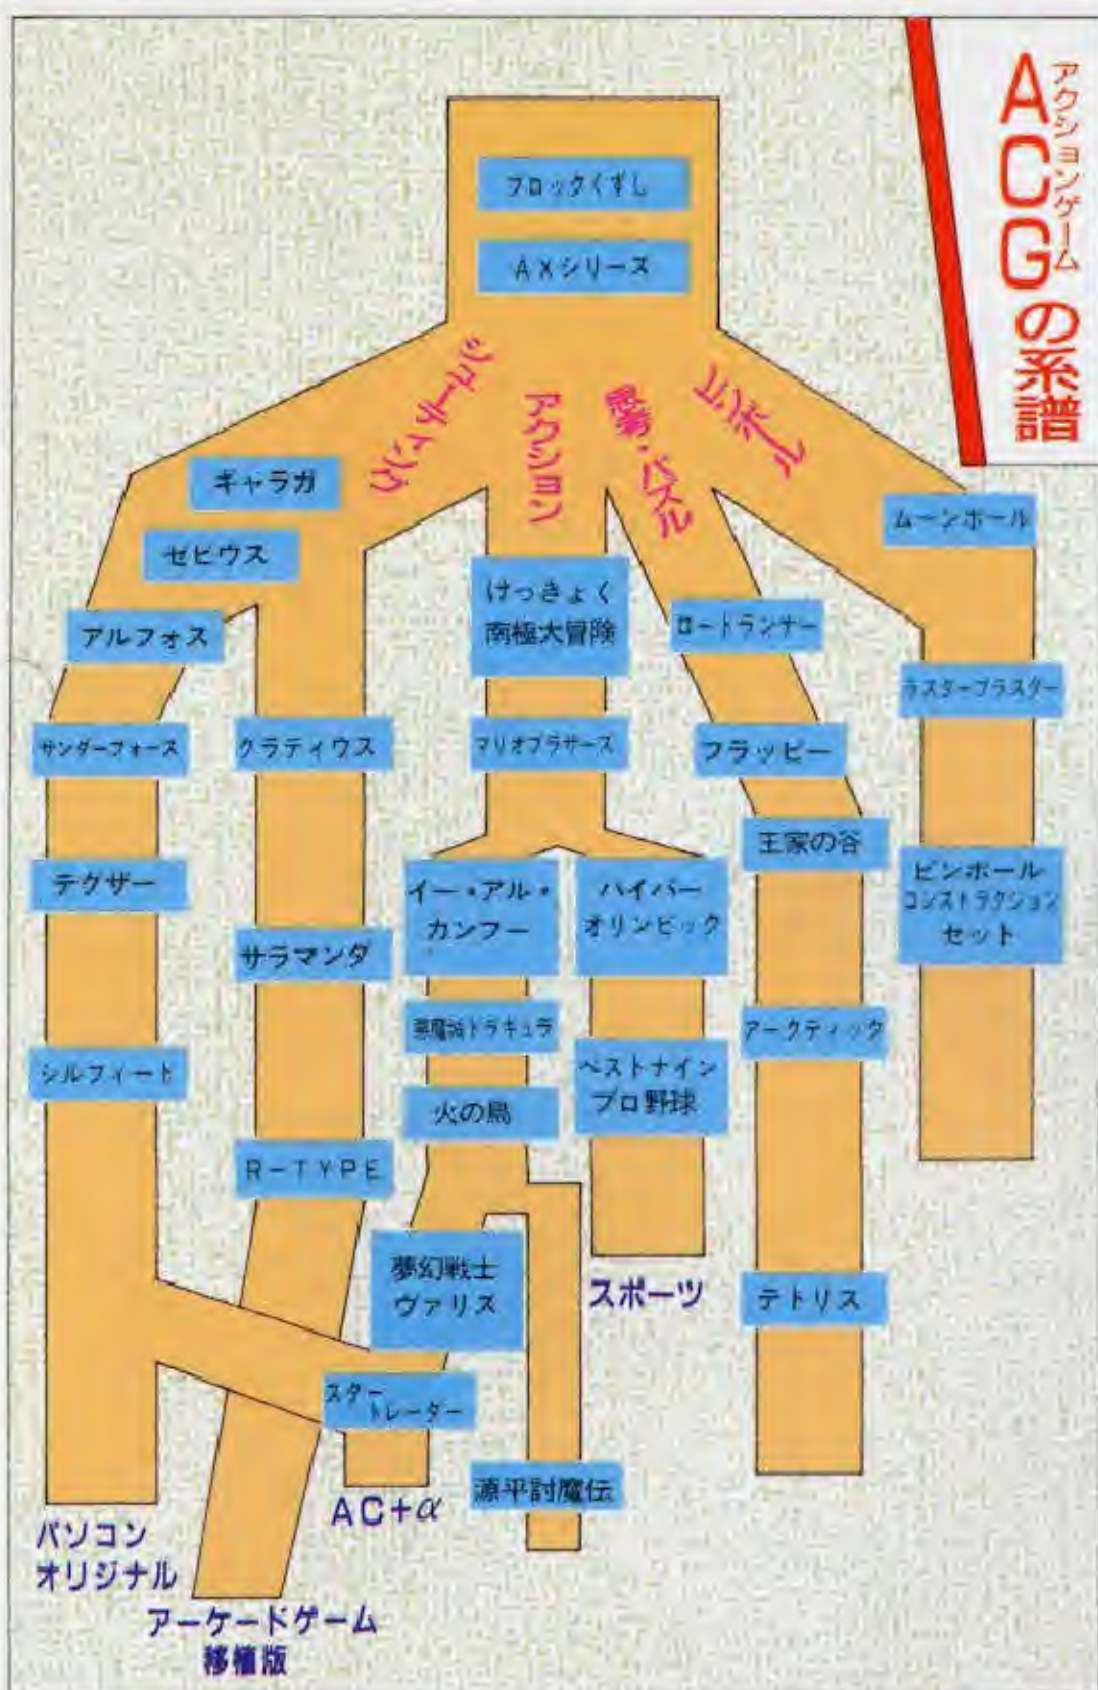 ACGの系譜
アクションゲーム
ブロックくずし
AXシリーズ
シューティング
アクション
思考・パズル
ピンボール
ギャラガ
ゼビウス
アルフォス
サンダーフォース
テグザー
シルフィード
パソコン
オリジナル
グラディウス
サラマンダ
R-TYPE
アーケードゲーム
移植版
けっきょく
南極大冒険
マリオブラザーズ
イー・アル・
カンフー
悪魔城ドラキュラ
火の鳥
夢幻戦士
ヴァリス
スター
トレーダー
AC+α
源平討魔伝
ハイパー
オリンピック
ベストナイン
プロ野球
スポーツ
ロードランナー
フラッピー
王家の谷
アークティック
テトリス
ムーンボール
ラスターブラスター
ピンボール
コンストラクション
セット